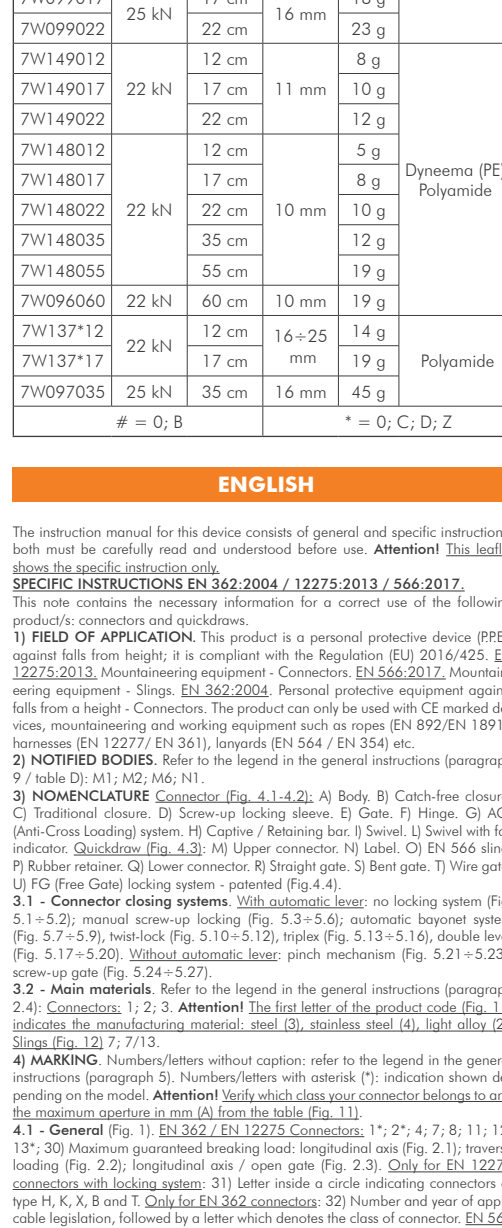 25 kN 16 mm
7W099022 22 cm 23 g
7W149012 12 cm 8 g
7W149017 22 kN 17 cm 11 mm 10 g
7W149022 22 cm 12 g
7W148012 12 cm 5 g
7W148017 17 cm 8 g
Dyneema (PE)
Polyamide
7W148022 22 kN 22 cm 10 mm 10 g
7W148035 35 cm 12 g
7W148055 55 cm 19 g
7W096060 22 kN 60 cm 10 mm 19 g
7W137*12 22 kN 12 cm 16÷25 mm 14 g
7W137*17 17 cm 19 g Polyamide
7W097035 25 kN 35 cm 16 mm 45 g
# = 0; B * = 0; C; D; Z
ENGLISH
The instruction manual for this device consists of general and specific instruction
both must be carefully read and understood before use. Attention! This leafl
shows the specific instruction only.
SPECIFIC INSTRUCTIONS EN 362:2004 / 12275:2013 / 566:2017.
This note contains the necessary information for a correct use of the followin
product/s: connectors and quickdraws.
1) FIELD OF APPLICATION. This product is a personal protective device (P.P.E
against falls from height; it is compliant with the Regulation (EU) 2016/425. E
12275:2013. Mountaineering equipment - Connectors. EN 566:2017. Mountain
eering equipment - Slings. EN 362:2004. Personal protective equipment again
falls from a height - Connectors. The product can only be used with CE marked de
vices, mountaineering and working equipment such as ropes (EN 892/EN 1891)
harnesses (EN 12277/ EN 361), lanyards (EN 564 / EN 354) etc.
2) NOTIFIED BODIES. Refer to the legend in the general instructions (paragrap
9 / table D): M1; M2; M6; N1.
3) NOMENCLATURE Connector (Fig. 4.1-4.2): A) Body. B) Catch-free closur
C) Traditional closure. D) Screw-up locking sleeve. E) Gate. F) Hinge. G) AC
(Anti-Cross Loading) system. H) Captive / Retaining bar. I) Swivel. L) Swivel with fa
indicator. Quickdraw (Fig. 4.3): M) Upper connector. N) Label. O) EN 566 sling
P) Rubber retainer. Q) Lower connector. R) Straight gate. S) Bent gate. T) Wire gat
U) FG (Free Gate) locking system - patented (Fig.4.4).
3.1 - Connector closing systems. With automatic lever: no locking system (Fig
5.1÷5.2); manual screw-up locking (Fig. 5.3÷5.6); automatic bayonet syste
(Fig. 5.7÷5.9), twist-lock (Fig. 5.10÷5.12), triplex (Fig. 5.13÷5.16), double leve
(Fig. 5.17÷5.20). Without automatic lever: pinch mechanism (Fig. 5.21÷5.23
screw-up gate (Fig. 5.24÷5.27).
3.2 - Main materials. Refer to the legend in the general instructions (paragrap
2.4): Connectors: 1; 2; 3. Attention! The first letter of the product code (Fig. 1
indicates the manufacturing material: steel (3), stainless steel (4), light alloy (2
Slings (Fig. 12) 7; 7/13.
4) MARKING. Numbers/letters without caption: refer to the legend in the gener
instructions (paragraph 5). Numbers/letters with asterisk (*): indication shown de
pending on the model. Attention! Verify which class your connector belongs to an
the maximum aperture in mm (A) from the table (Fig. 11).
4.1 - General (Fig. 1). EN 362 / EN 12275 Connectors: 1*; 2*; 4; 7; 8; 11; 12
13*; 30) Maximum guaranteed breaking load: longitudinal axis (Fig. 2.1); travers
loading (Fig. 2.2); longitudinal axis / open gate (Fig. 2.3). Only for EN 1227
connectors with locking system: 31) Letter inside a circle indicating connectors
type H, K, X, B and T. Only for EN 362 connectors: 32) Number and year of app
cable legislation, followed by a letter which denotes the class of connector. EN 56